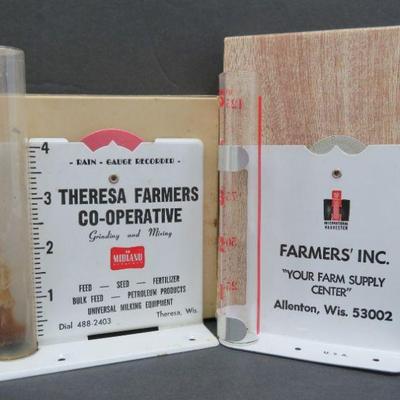 - RAIN - GAUGE RECORDER -
THERESA FARMERS
CO-OPERATIVE
Grinding and Mixing
MIDLAND
FEED — SEED — FERTILIZER
BULK FEED — PETROLEUM PRODUCTS
UNIVERSAL MILKING EQUIPMENT
Dial 488-2403 Theresa, Wis.
4
3
2
1
INTERNATIONAL
HARVESTER
FARMERS' INC.
"YOUR FARM SUPPLY
CENTER"
Allenton, Wis. 53002
U.S.A.